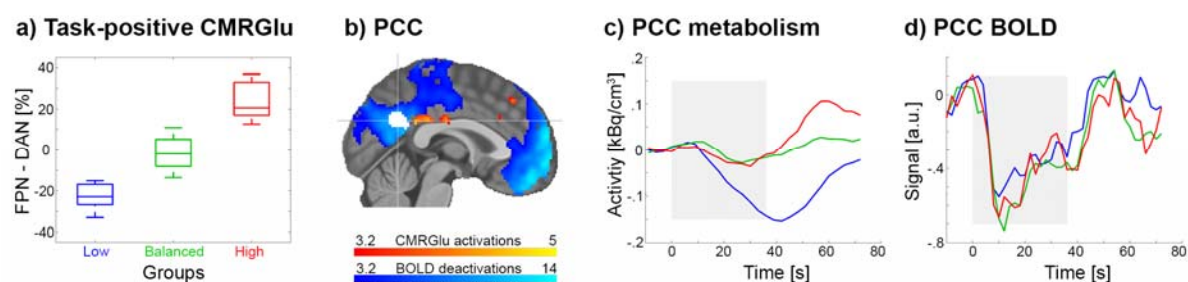 a) Task-positive CMRGlu
FPN - DAN [%]
40
20
0
-20
-40
Low
Balanced
High
Groups
b) PCC
3.2 CMRGlu activations 5
3.2 BOLD deactivations 14
c) PCC metabolism
Activtiy [kBq/cm³]
.2
.1
0
-.1
-.2
0 20 40 60 80
Time [s]
d) PCC BOLD
Signal [a.u.]
0
-.4
-.8
0 20 40 60 80
Time [s]